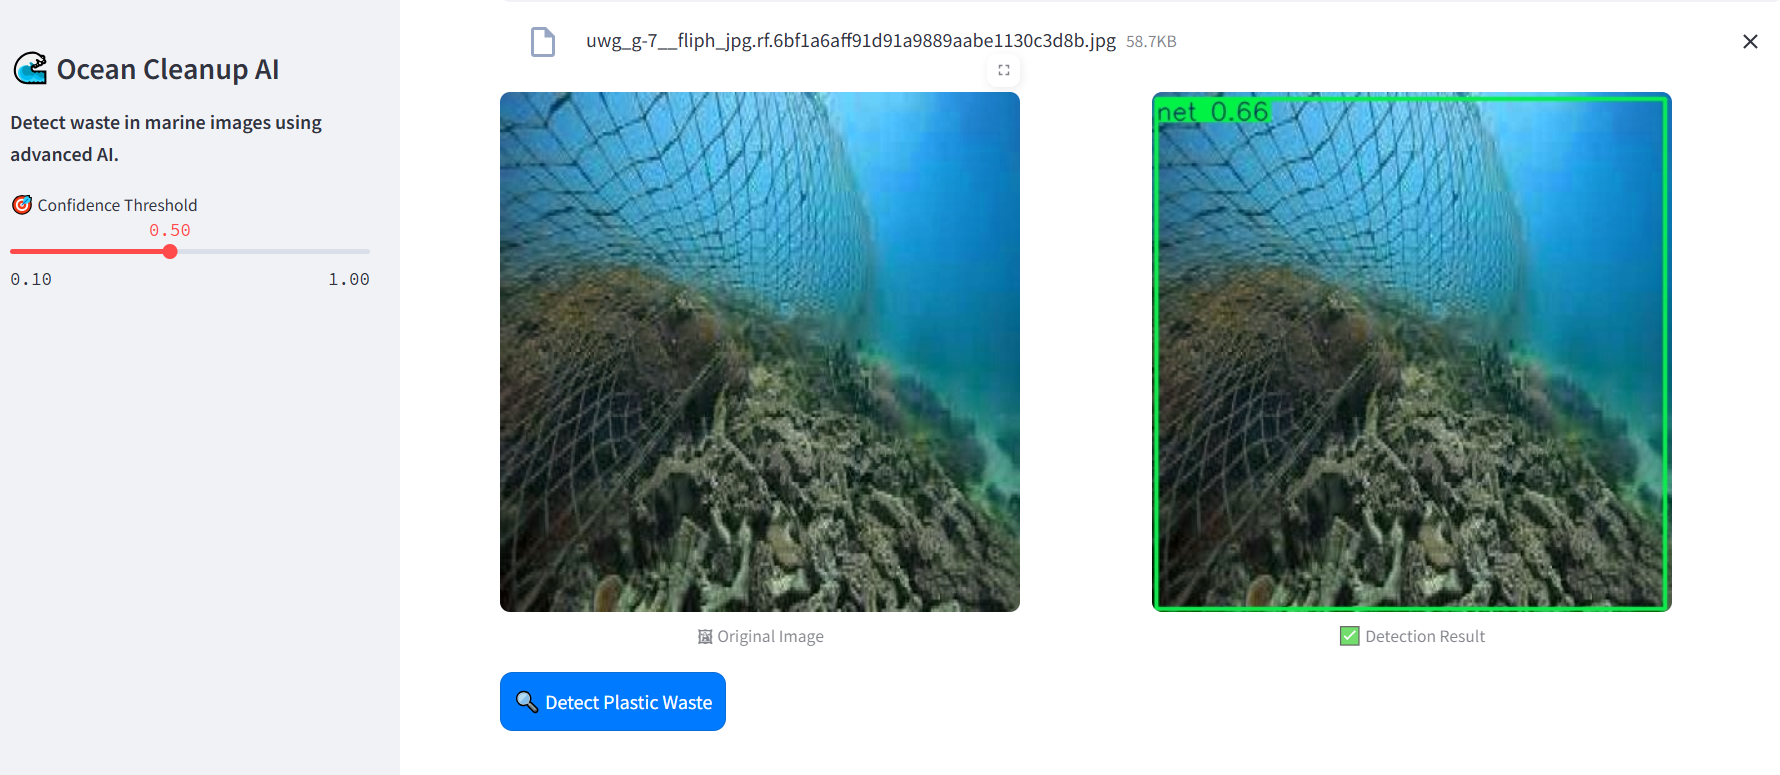 Ocean Cleanup AI
Detect waste in marine images using
advanced AI.
Confidence Threshold
0.50
0.10 1.00
uwg_g-7__fliph_jpg.rf.6bf1a6aff91d91a9889aabe1130c3d8b.jpg 58.7KB
net 0.66
Original Image
Detection Result
Detect Plastic Waste